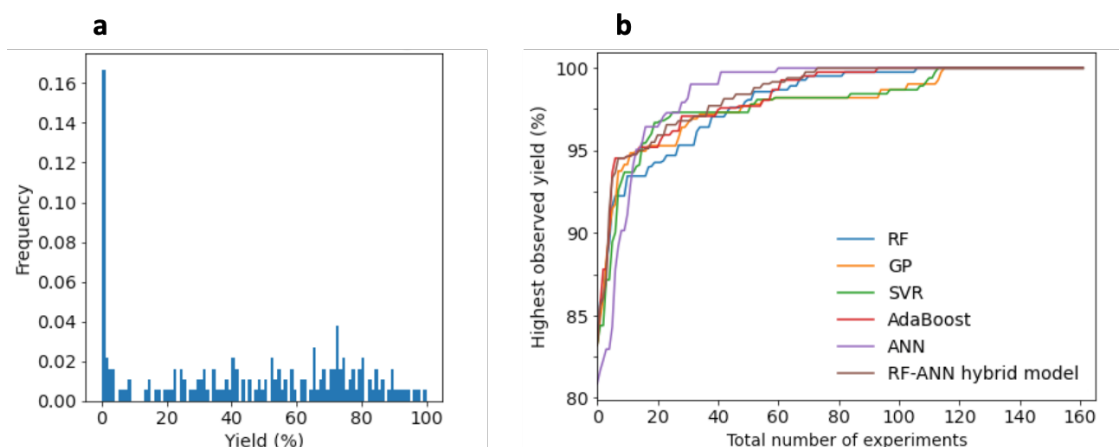 a
b
0.16
0.14
0.12
0.10
0.08
0.06
0.04
0.02
0.00
Frequency
0 20 40 60 80 100
Yield (%)
100
95
90
85
80
Highest observed yield (%)
RF
GP
SVR
AdaBoost
ANN
RF-ANN hybrid model
0 20 40 60 80 100 120 140 160
Total number of experiments